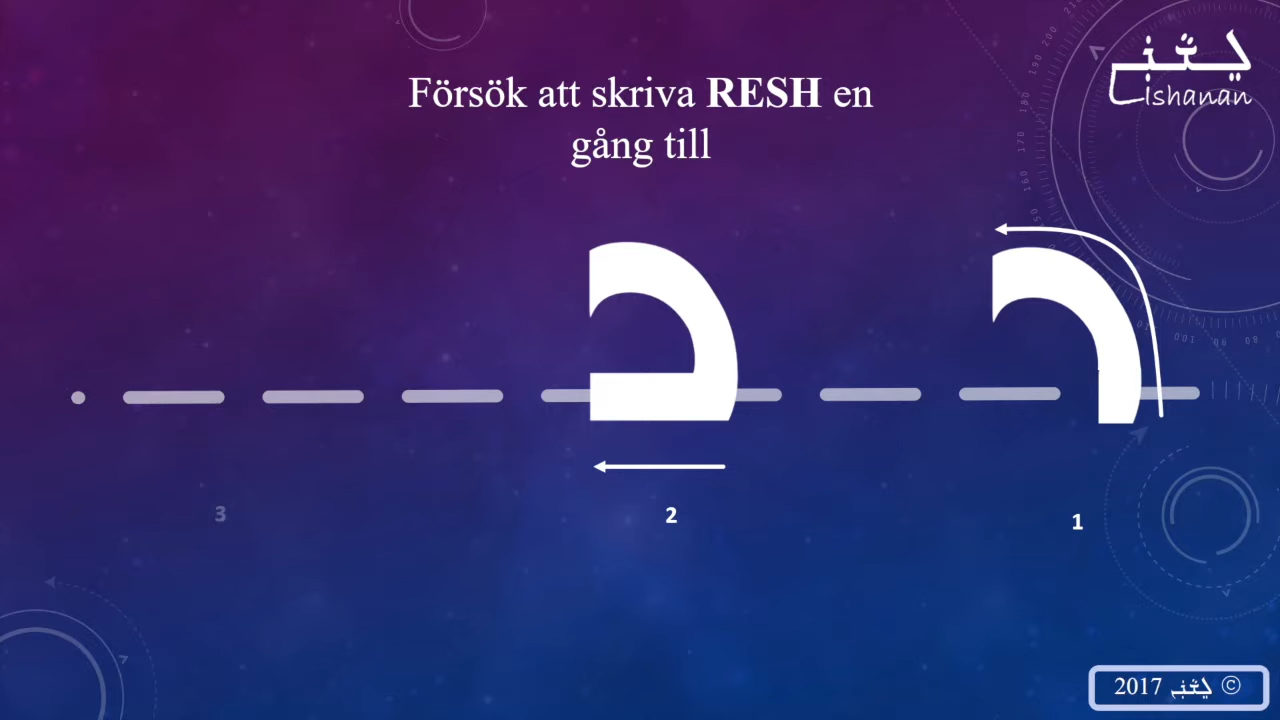 Försök att skriva RESH en
gång till
ܠܫܢܢ
Lishanan
3
2
1
© ܠܫܢܢ 2017